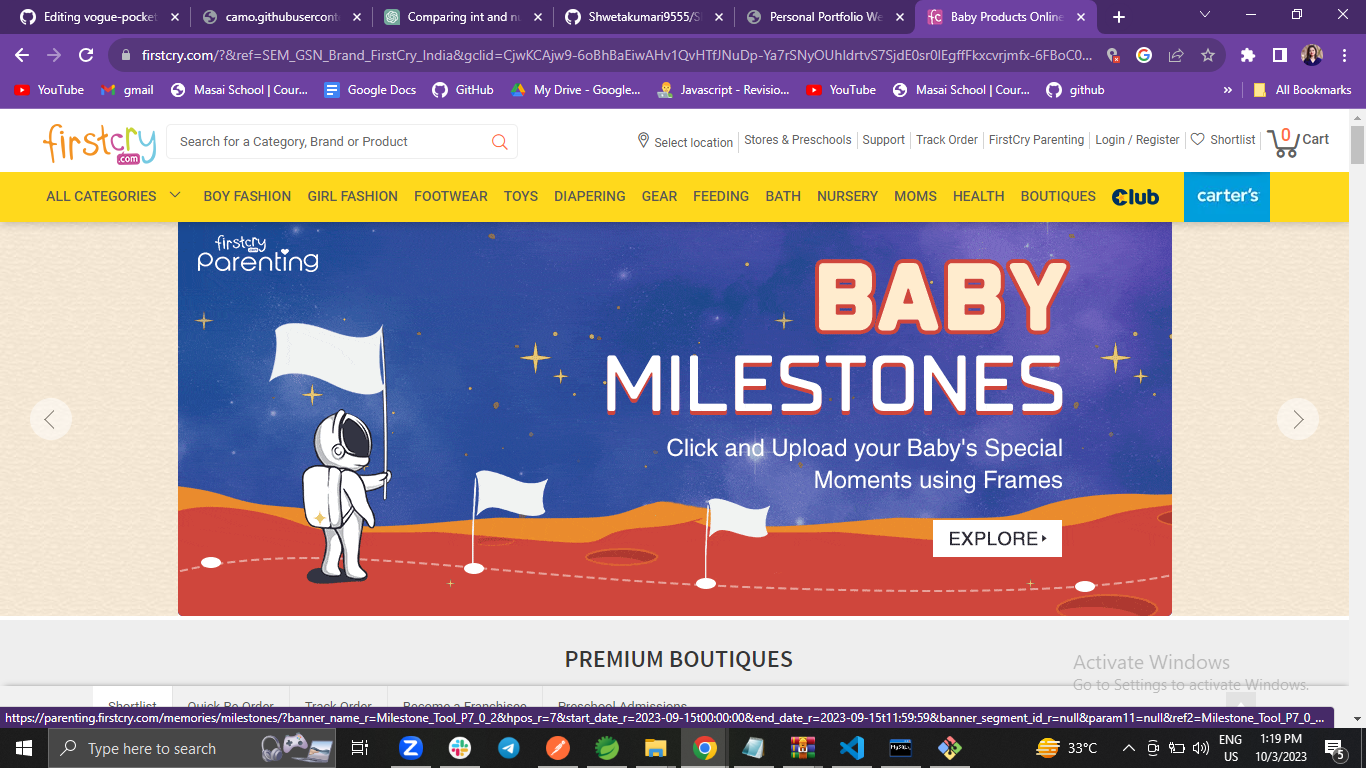 Editing vogue-pocket
camo.githubuserconte
Comparing int and nu
Shwetakumari9555/S
Personal Portfolio We
Baby Products Online
firstcry.com/?&ref=SEM_GSN_Brand_FirstCry_India&gclid=CjwKCAjw9-6oBhBaEiwAHv1QvHTfJNuDp-Ya7rSNyOUhIdrtvS7SjdE0sr0IEgffFkxcvrjmfx-6FBoC0...
YouTube gmail Masai School | Cour... Google Docs GitHub My Drive - Google... Javascript - Revisio... YouTube Masai School | Cour... github » All Bookmarks
firstcry.com
Search for a Category, Brand or Product
Select location Stores & Preschools Support Track Order FirstCry Parenting Login / Register Shortlist 0 Cart
ALL CATEGORIES BOY FASHION GIRL FASHION FOOTWEAR TOYS DIAPERING GEAR FEEDING BATH NURSERY MOMS HEALTH BOUTIQUES Club carter's
firstcry.com
Parenting
BABY
MILESTONES
Click and Upload your Baby's Special
Moments using Frames
EXPLORE
PREMIUM BOUTIQUES
Activate Windows
Go to Settings to activate Windows.
Shortlist Quick Re Order Track Order Become a Franchisee Preschool Admissions
https://parenting.firstcry.com/memories/milestones/?banner_name_r=Milestone_Tool_P7_0_2&hpos_r=7&start_date_r=2023-09-15t00:00:00&end_date_r=2023-09-15t11:59:59&banner_segment_id_r=null&param11=null&ref2=Milestone_Tool_P7_0_...
Type here to search
MySQL
33°C
ENG
US
1:19 PM
10/3/2023
5